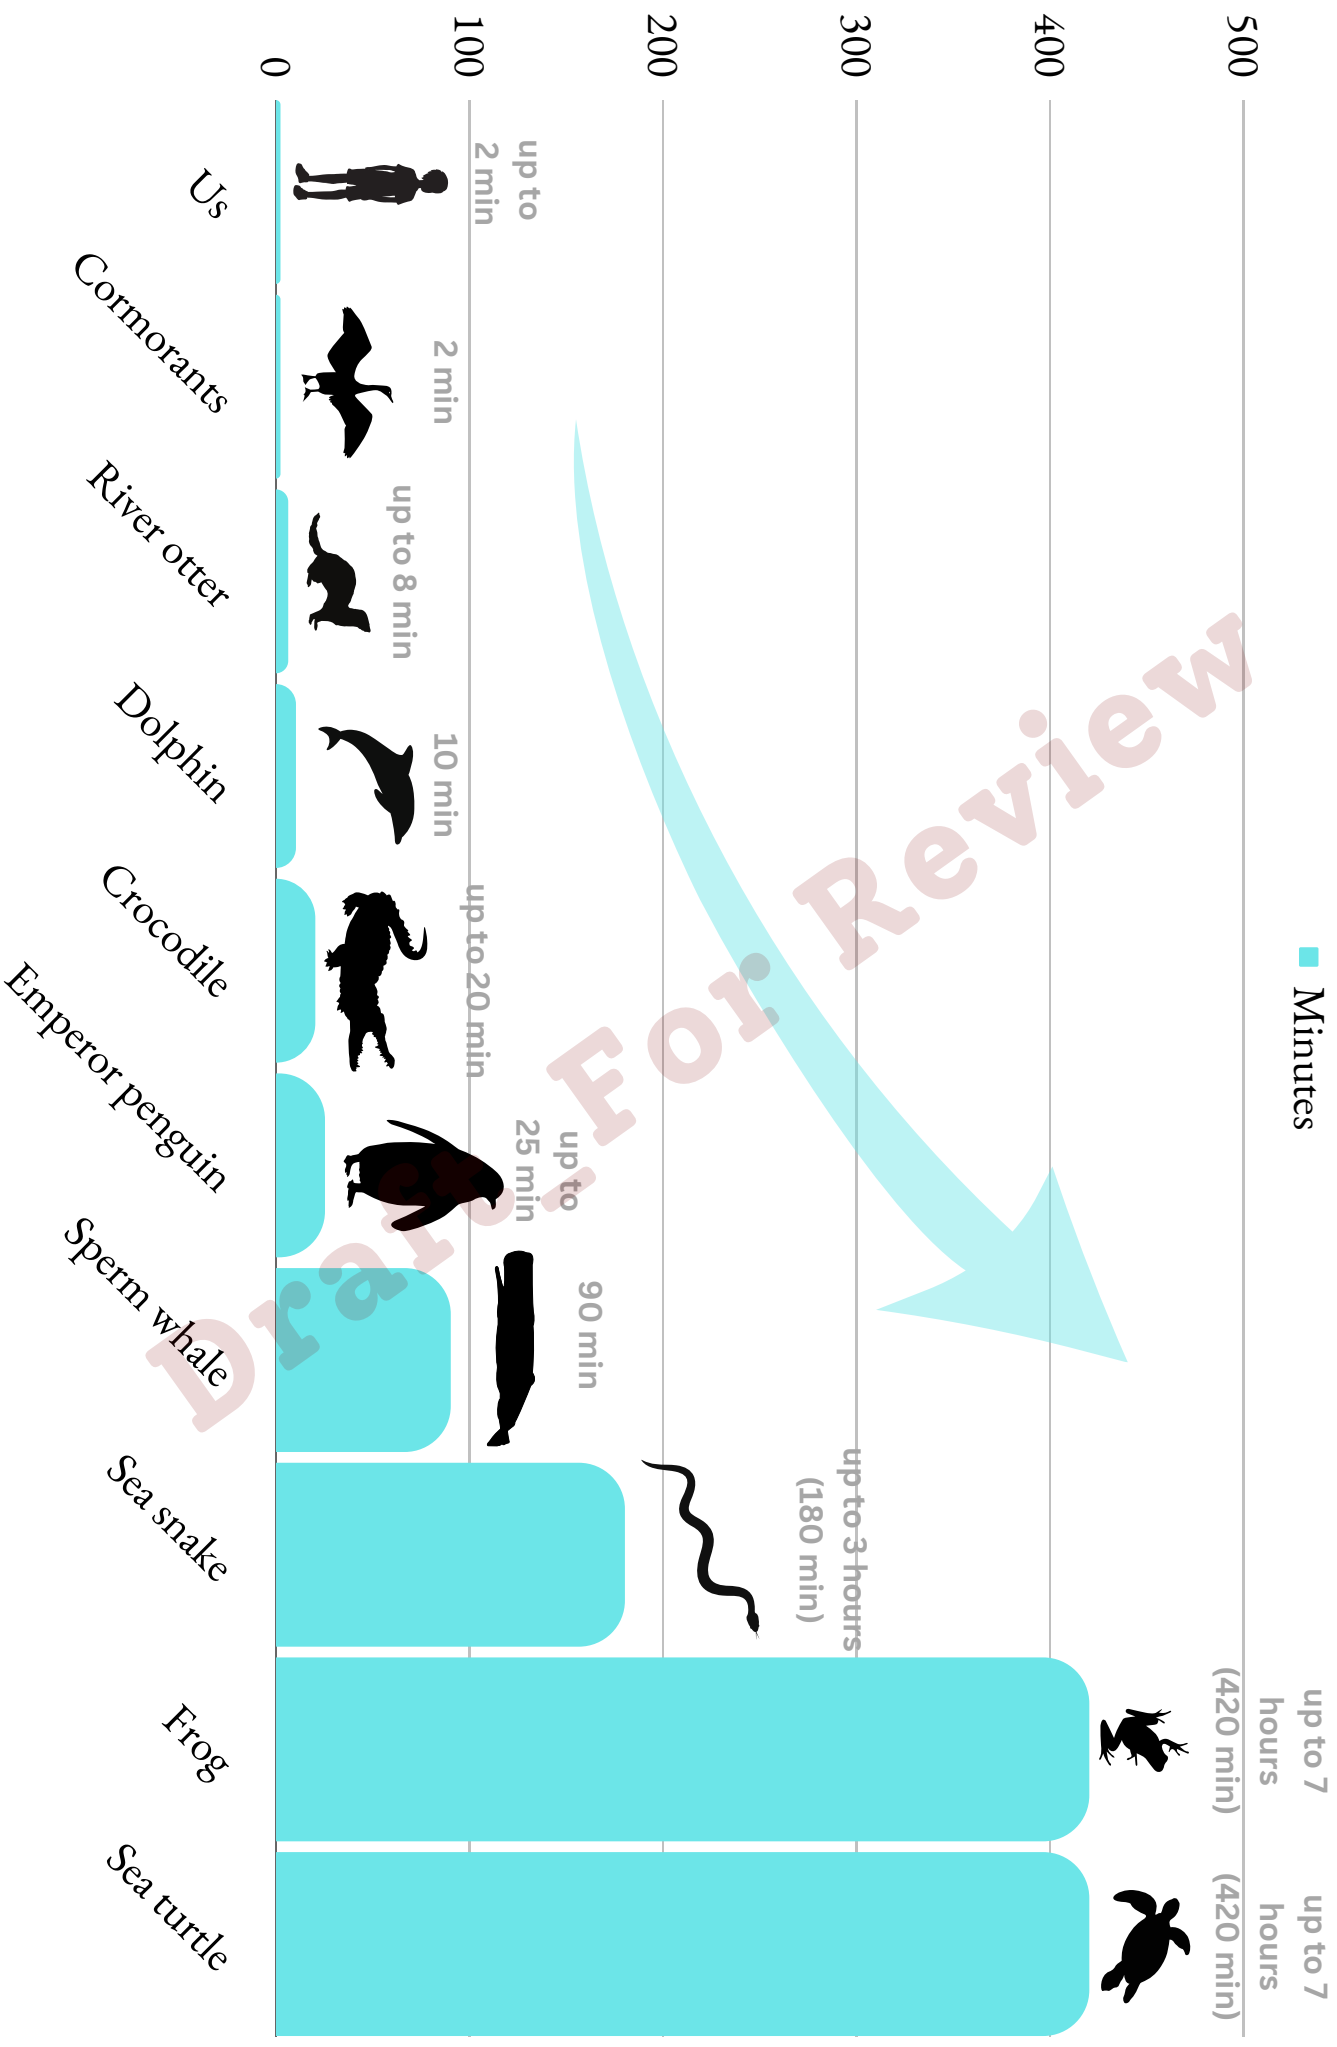 Minutes
500
400
300
200
100
0
up to
2 min
2 min
up to 8 min
10 min
up to 20 min
up to
25 min
90 min
up to 3 hours
(180 min)
up to 7
hours
(420 min)
up to 7
hours
(420 min)
Us
Cormorants
River otter
Dolphin
Crocodile
Emperor penguin
Sperm whale
Sea snake
Frog
Sea turtle
Draft_For Review